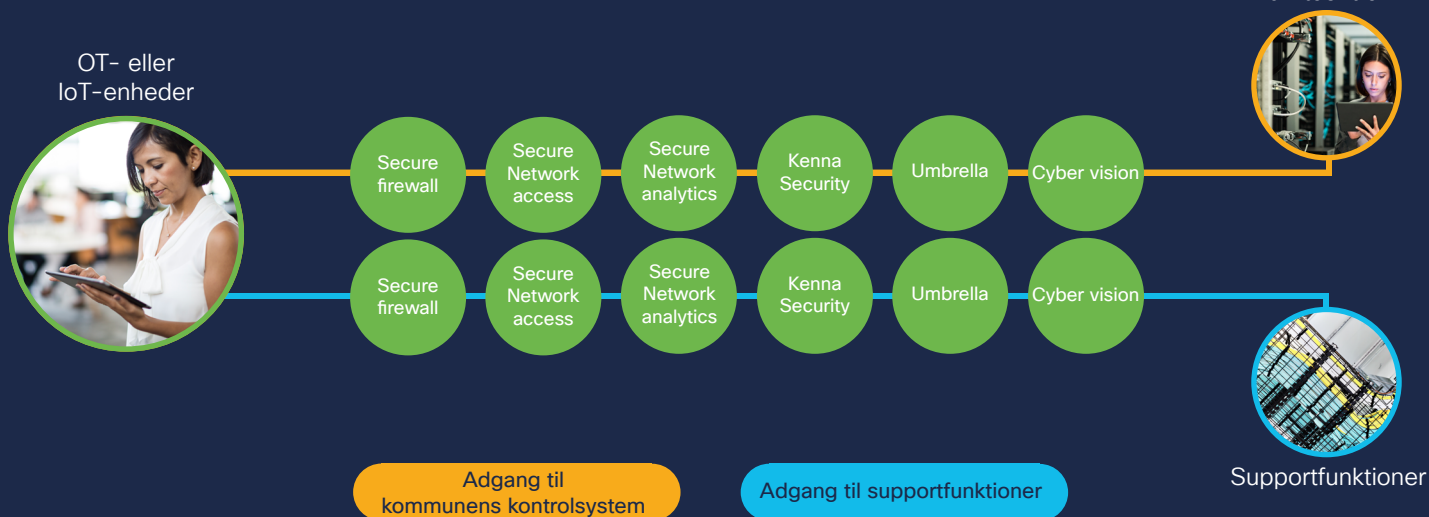 OT- eller
IoT-enheder
Secure
firewall
Secure
Network
access
Secure
Network
analytics
Kenna
Security
Umbrella
Cyber vision
Secure
firewall
Secure
Network
access
Secure
Network
analytics
Kenna
Security
Umbrella
Cyber vision
Supportfunktioner
Adgang til
kommunens kontrolsystem
Adgang til supportfunktioner